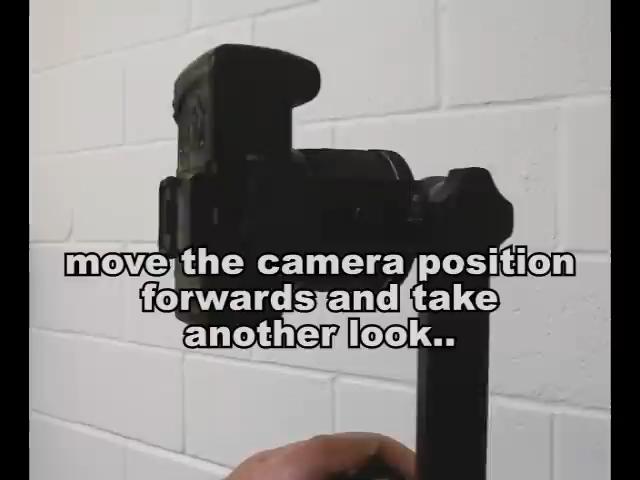 move the camera position
forwards and take
another look..